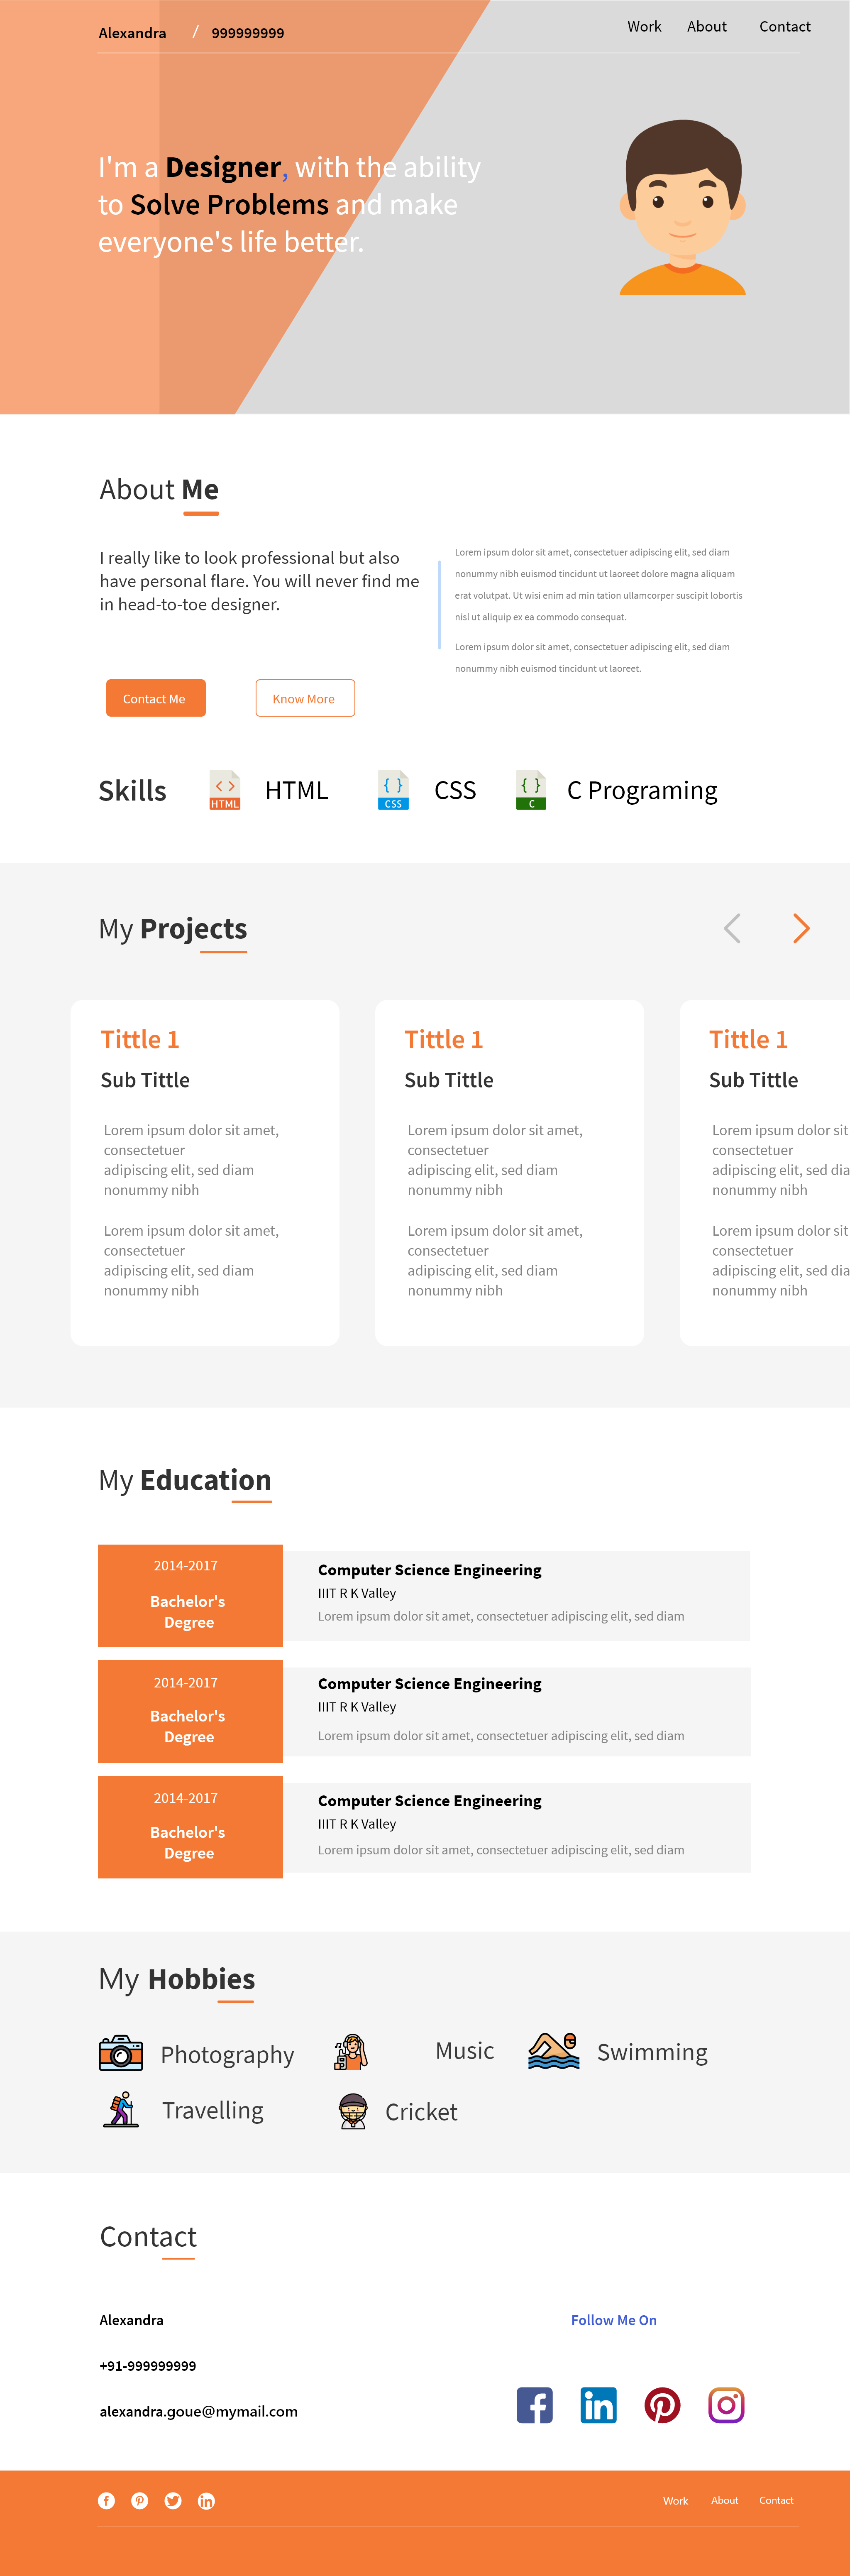 Alexandra / 999999999
Work About Contact
I'm a Designer, with the ability
to Solve Problems and make
everyone's life better.
About Me
I really like to look professional but also
have personal flare. You will never find me
in head-to-toe designer.
Lorem ipsum dolor sit amet, consectetuer adipiscing elit, sed diam
nonummy nibh euismod tincidunt ut laoreet dolore magna aliquam
erat volutpat. Ut wisi enim ad min tation ullamcorper suscipit lobortis
nisl ut aliquip ex ea commodo consequat.
Lorem ipsum dolor sit amet, consectetuer adipiscing elit, sed diam
nonummy nibh euismod tincidunt ut laoreet.
Contact Me
Know More
Skills
HTML
HTML
CSS
CSS
C
C Programing
My Projects
Tittle 1
Sub Tittle
Lorem ipsum dolor sit amet,
consectetuer
adipiscing elit, sed diam
nonummy nibh
Lorem ipsum dolor sit amet,
consectetuer
adipiscing elit, sed diam
nonummy nibh
Tittle 1
Sub Tittle
Lorem ipsum dolor sit amet,
consectetuer
adipiscing elit, sed diam
nonummy nibh
Lorem ipsum dolor sit amet,
consectetuer
adipiscing elit, sed diam
nonummy nibh
Tittle 1
Sub Tittle
Lorem ipsum dolor sit
consectetuer
adipiscing elit, sed dia
nonummy nibh
Lorem ipsum dolor sit
consectetuer
adipiscing elit, sed dia
nonummy nibh
My Education
2014-2017
Bachelor's
Degree
Computer Science Engineering
IIIT R K Valley
Lorem ipsum dolor sit amet, consectetuer adipiscing elit, sed diam
2014-2017
Bachelor's
Degree
Computer Science Engineering
IIIT R K Valley
Lorem ipsum dolor sit amet, consectetuer adipiscing elit, sed diam
2014-2017
Bachelor's
Degree
Computer Science Engineering
IIIT R K Valley
Lorem ipsum dolor sit amet, consectetuer adipiscing elit, sed diam
My Hobbies
Photography
Music
Swimming
Travelling
Cricket
Contact
Alexandra
+91-999999999
alexandra.goue@mymail.com
Follow Me On
Work About Contact